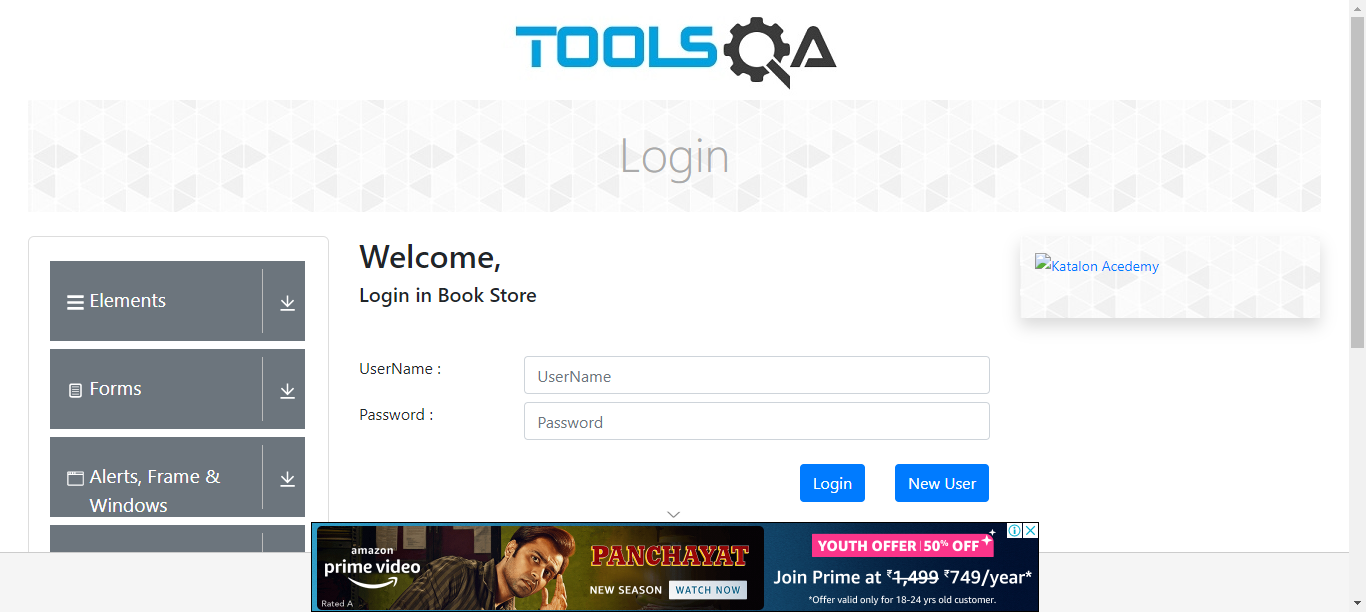 TOOLSQA
Login
Elements
Forms
Alerts, Frame &
Windows
Welcome,
Login in Book Store
UserName :
UserName
Password :
Password
Login
New User
Katalon Acedemy
amazon
prime video
Rated A
PANCHAYAT
NEW SEASON
WATCH NOW
YOUTH OFFER | 50% OFF
Join Prime at ₹1,499 ₹749/year*
*Offer valid only for 18-24 yrs old customer.